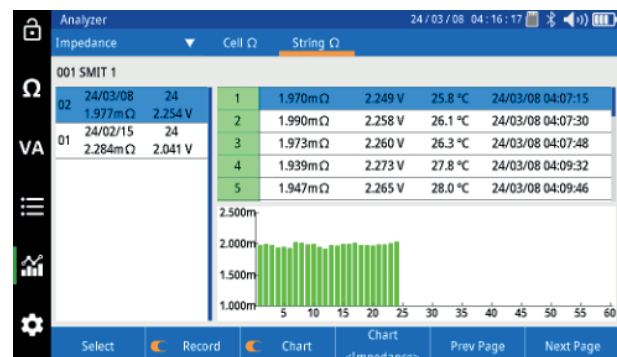 Analyzer 24/03/08 04:16:17
Impedance ▼ Cell Ω String Ω
001 SMIT 1
Ω
VA
02 24/03/08 24
1.977mΩ 2.254 V
01 24/02/15 24
2.284mΩ 2.041 V
1 1.970mΩ 2.249 V 25.8 °C 24/03/08 04:07:15
2 1.990mΩ 2.258 V 26.1 °C 24/03/08 04:07:30
3 1.973mΩ 2.260 V 26.3 °C 24/03/08 04:07:48
4 1.939mΩ 2.273 V 27.8 °C 24/03/08 04:09:32
5 1.947mΩ 2.265 V 28.0 °C 24/03/08 04:09:46
2.500m
2.000m
1.500m
1.000m
5 10 15 20 25 30 35 40 45 50 55 60
Select Record Chart Chart Prev Page Next Page
<Impedance>